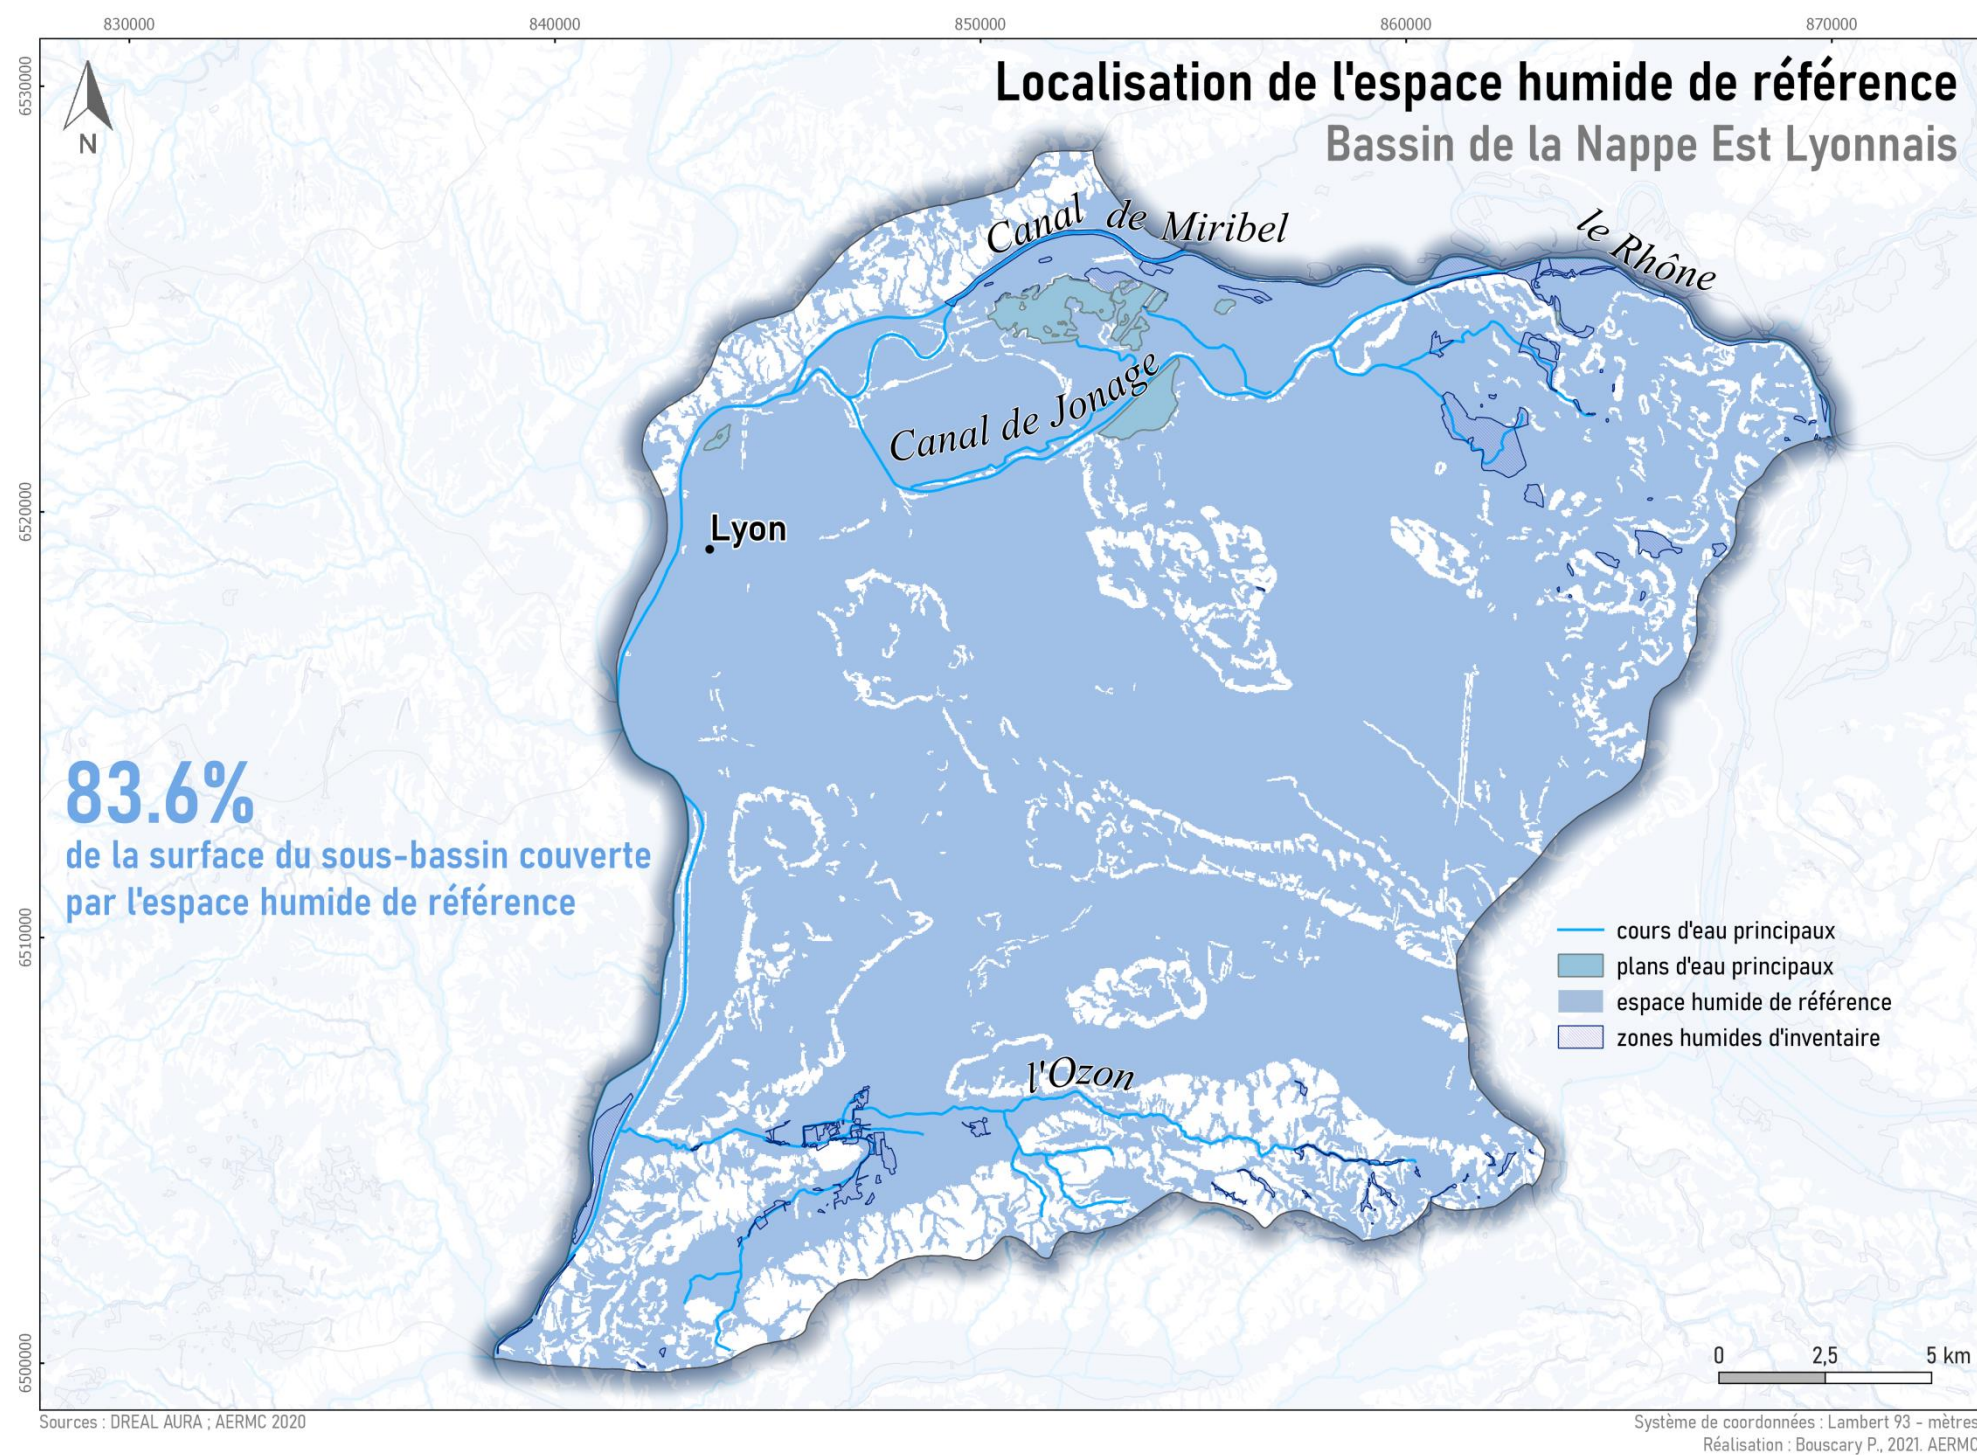 830000 840000 850000 860000 870000
6530000
6520000
6510000
6500000
Localisation de l'espace humide de référence
Bassin de la Nappe Est Lyonnais
N
Canal de Miribel
le Rhône
Canal de Jonage
Lyon
83.6%
de la surface du sous-bassin couverte
par l'espace humide de référence
l'Ozon
cours d'eau principaux
plans d'eau principaux
espace humide de référence
zones humides d'inventaire
0 2,5 5 km
Sources : DREAL AURA ; AERMC 2020
Système de coordonnées : Lambert 93 - mètres
Réalisation : Bouscary P., 2021. AERMC